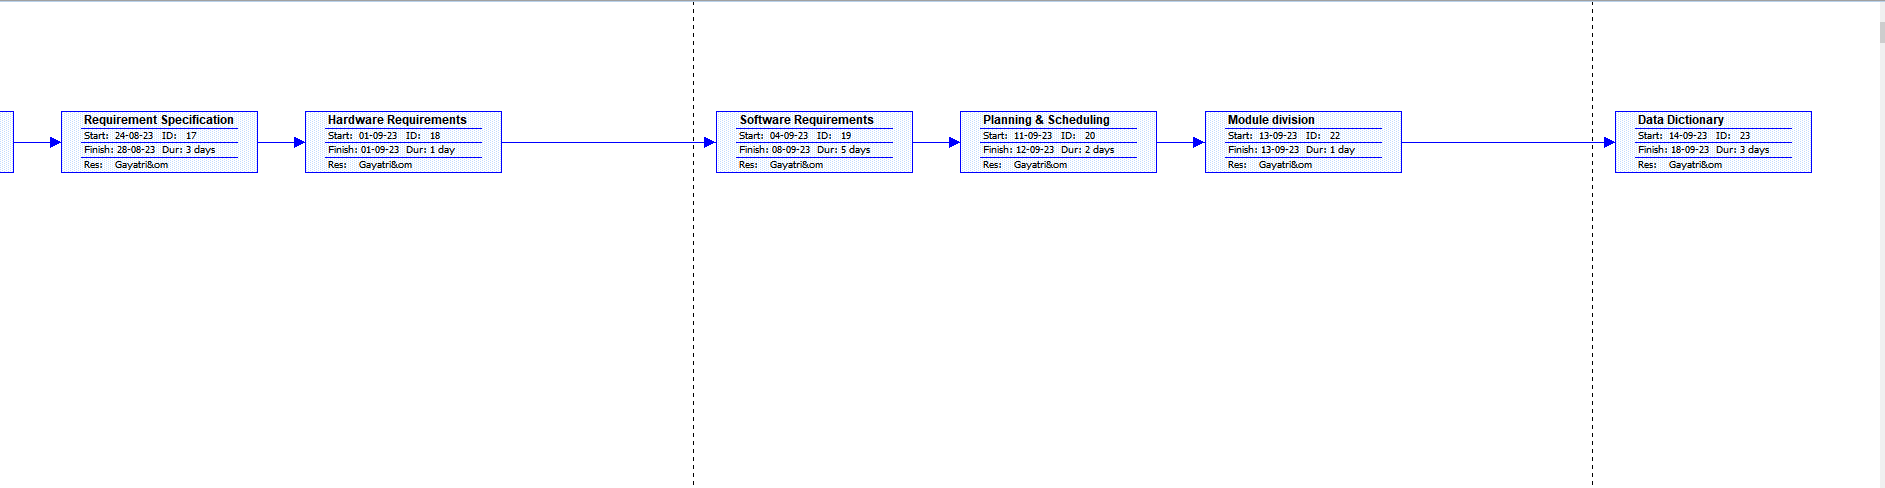 Requirement Specification
Start: 24-08-23 ID: 17
Finish: 28-08-23 Dur: 3 days
Res: Gayatri&om
Hardware Requirements
Start: 01-09-23 ID: 18
Finish: 01-09-23 Dur: 1 day
Res: Gayatri&om
Software Requirements
Start: 04-09-23 ID: 19
Finish: 08-09-23 Dur: 5 days
Res: Gayatri&om
Planning & Scheduling
Start: 11-09-23 ID: 20
Finish: 12-09-23 Dur: 2 days
Res: Gayatri&om
Module division
Start: 13-09-23 ID: 22
Finish: 13-09-23 Dur: 1 day
Res: Gayatri&om
Data Dictionary
Start: 14-09-23 ID: 23
Finish: 18-09-23 Dur: 3 days
Res: Gayatri&om